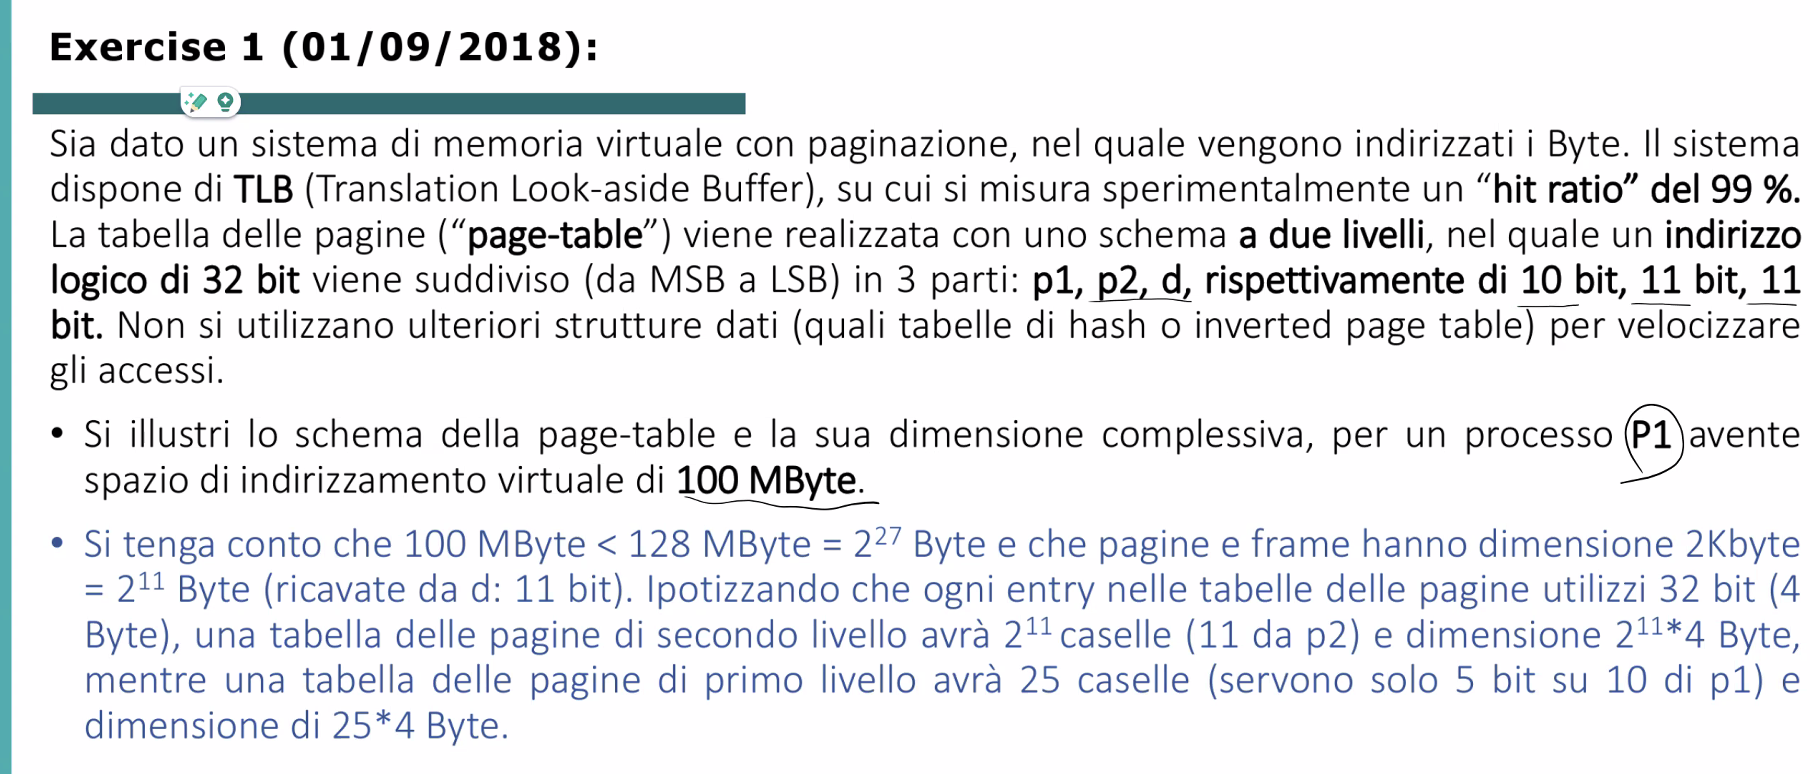 Exercise 1 (01/09/2018):
Sia dato un sistema di memoria virtuale con paginazione, nel quale vengono indirizzati i Byte. Il sistema
dispone di TLB (Translation Look-aside Buffer), su cui si misura sperimentalmente un “hit ratio” del 99 %.
La tabella delle pagine (“page-table”) viene realizzata con uno schema a due livelli, nel quale un indirizzo
logico di 32 bit viene suddiviso (da MSB a LSB) in 3 parti: p1, p2, d, rispettivamente di 10 bit, 11 bit, 11
bit. Non si utilizzano ulteriori strutture dati (quali tabelle di hash o inverted page table) per velocizzare
gli accessi.
• Si illustri lo schema della page-table e la sua dimensione complessiva, per un processo P1 avente
spazio di indirizzamento virtuale di 100 MByte.
• Si tenga conto che 100 MByte < 128 MByte = 2²⁷ Byte e che pagine e frame hanno dimensione 2Kbyte
= 2¹¹ Byte (ricavate da d: 11 bit). Ipotizzando che ogni entry nelle tabelle delle pagine utilizzi 32 bit (4
Byte), una tabella delle pagine di secondo livello avrà 2¹¹ caselle (11 da p2) e dimensione 2¹¹*4 Byte,
mentre una tabella delle pagine di primo livello avrà 25 caselle (servono solo 5 bit su 10 di p1) e
dimensione di 25*4 Byte.